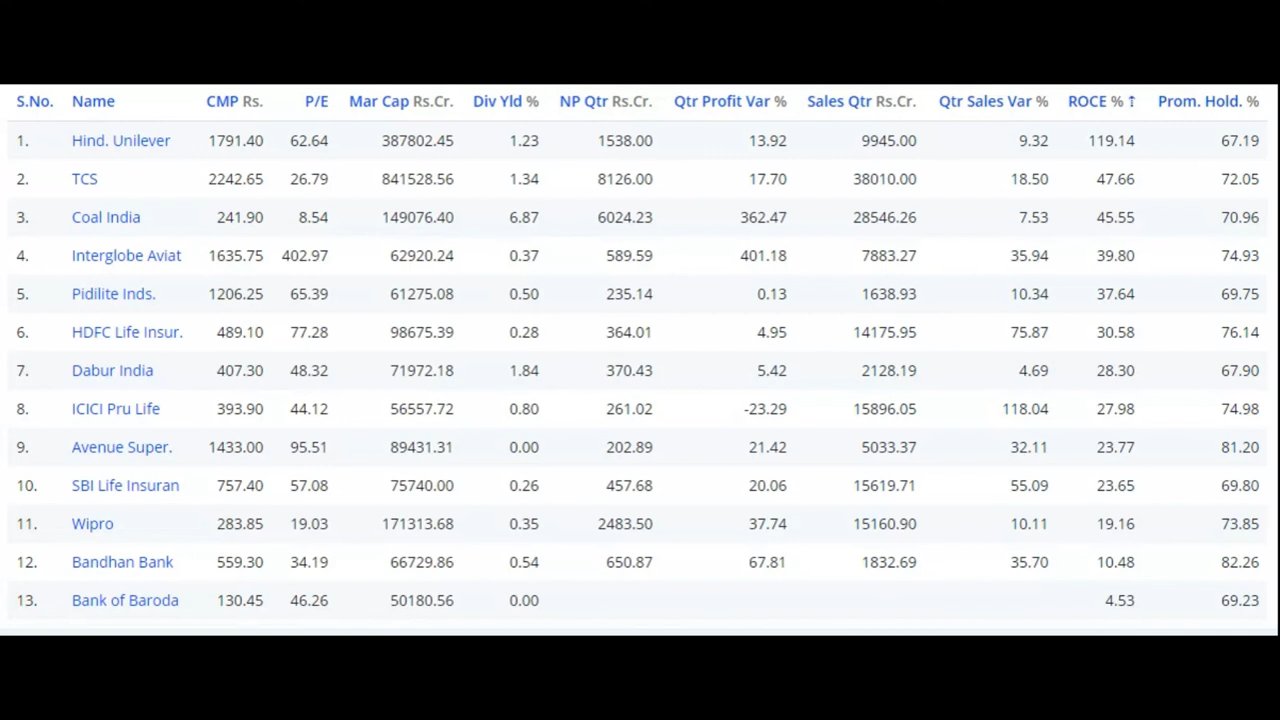 S.No. Name CMP Rs. P/E Mar Cap Rs.Cr. Div Yld % NP Qtr Rs.Cr. Qtr Profit Var % Sales Qtr Rs.Cr. Qtr Sales Var % ROCE % ↑ Prom. Hold. %
1. Hind. Unilever 1791.40 62.64 387802.45 1.23 1538.00 13.92 9945.00 9.32 119.14 67.19
2. TCS 2242.65 26.79 841528.56 1.34 8126.00 17.70 38010.00 18.50 47.66 72.05
3. Coal India 241.90 8.54 149076.40 6.87 6024.23 362.47 28546.26 7.53 45.55 70.96
4. Interglobe Aviat 1635.75 402.97 62920.24 0.37 589.59 401.18 7883.27 35.94 39.80 74.93
5. Pidilite Inds. 1206.25 65.39 61275.08 0.50 235.14 0.13 1638.93 10.34 37.64 69.75
6. HDFC Life Insur. 489.10 77.28 98675.39 0.28 364.01 4.95 14175.95 75.87 30.58 76.14
7. Dabur India 407.30 48.32 71972.18 1.84 370.43 5.42 2128.19 4.69 28.30 67.90
8. ICICI Pru Life 393.90 44.12 56557.72 0.80 261.02 -23.29 15896.05 118.04 27.98 74.98
9. Avenue Super. 1433.00 95.51 89431.31 0.00 202.89 21.42 5033.37 32.11 23.77 81.20
10. SBI Life Insuran 757.40 57.08 75740.00 0.26 457.68 20.06 15619.71 55.09 23.65 69.80
11. Wipro 283.85 19.03 171313.68 0.35 2483.50 37.74 15160.90 10.11 19.16 73.85
12. Bandhan Bank 559.30 34.19 66729.86 0.54 650.87 67.81 1832.69 35.70 10.48 82.26
13. Bank of Baroda 130.45 46.26 50180.56 0.00 4.53 69.23